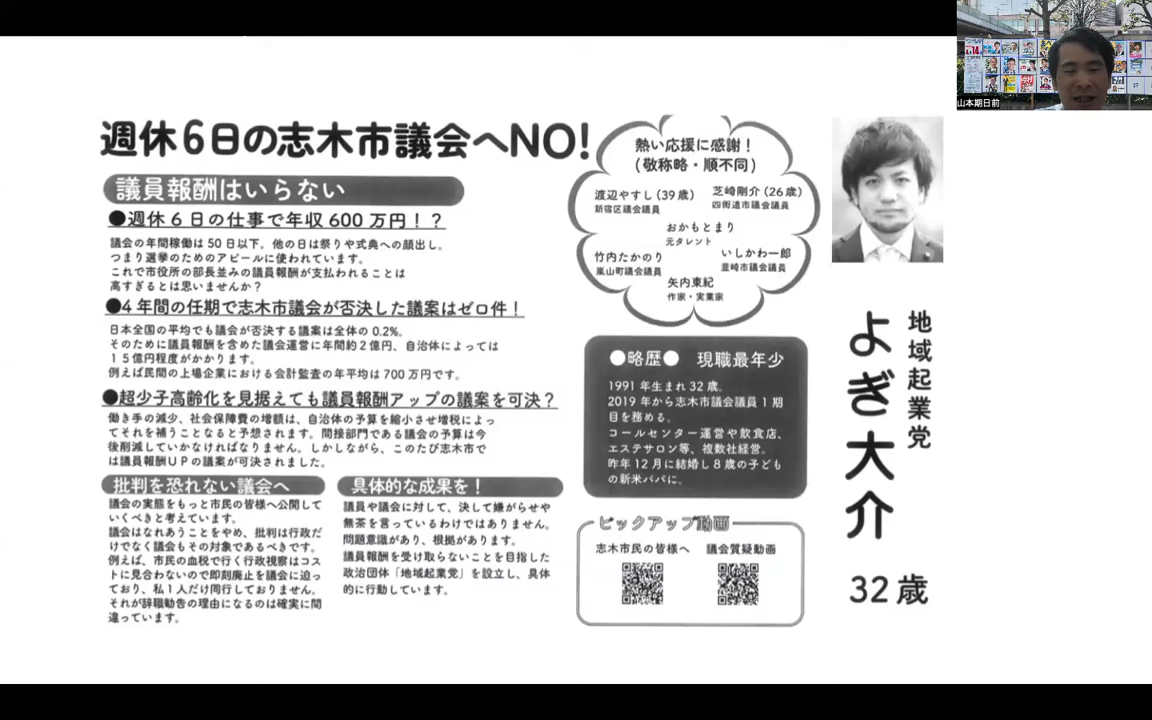 週休6日の志木市議会へNO!
議員報酬はいらない
●週休6日の仕事で年収600万円!?
議会の年間稼働は50日以下。他の日は祭りや式典への顔出し。
つまり選挙のためのアピールに使われています。
これで市役所の部長並みの議員報酬が支払われることは
高すぎるとは思いませんか?
●4年間の任期で志木市議会が否決した議案はゼロ件!
日本全国の平均でも議会が否決する議案は全体の0.2%。
そのために議員報酬を含めた議会運営に年間約2億円、自治体によっては
15億円程度がかかります。
例えば民間の上場企業における会計監査の年平均は700万円です。
●超少子高齢化を見据えても議員報酬アップの議案を可決?
働き手の減少、社会保障費の増額は、自治体の予算を縮小させ増税によっ
てそれを補うことなると予想されます。間接部門である議会の予算は今
後削減していかなければなりません。しかしながら、このたび志木市で
は議員報酬UPの議案が可決されました。
批判を恐れない議会へ
議会の実態をもっと市民の皆様へ公開して
いくべきと考えています。
議会はなれあうことをやめ、批判は行政だ
けでなく議会もその対象であるべきです。
例えば、市民の血税で行く行政視察はコス
トに見合わないので即刻廃止を議会に迫っ
ており、私1人だけ同行しておりません。
それが辞職勧告の理由になるのは確実に間
違っています。
具体的な成果を!
議員や議会に対して、決して嫌がらせや
無茶を言っているわけではありません。
問題意識があり、根拠があります。
議員報酬を受け取らないことを目指した
政治団体「地域起業党」を設立し、具体
的に行動しています。
熱い応援に感謝!
(敬称略・順不同)
渡辺やすし(39歳)
新宿区議会議員
芝崎剛介(26歳)
四街道市議会議員
おかもとまり
元タレント
竹内たかのり
嵐山町議会議員
いしかわ一郎
韮崎市議会議員
矢内東紀
作家・実業家
●略歴● 現職最年少
1991年生まれ32歳。
2019年から志木市議会議員1期
目を務める。
コールセンター運営や飲食店、
エステサロン等、複数社経営。
昨年12月に結婚し8歳の子ども
の新米パパに。
ピックアップ動画
志木市民の皆様へ 議会質疑動画
地域起業党
よぎ大介
32歳
山本期日前